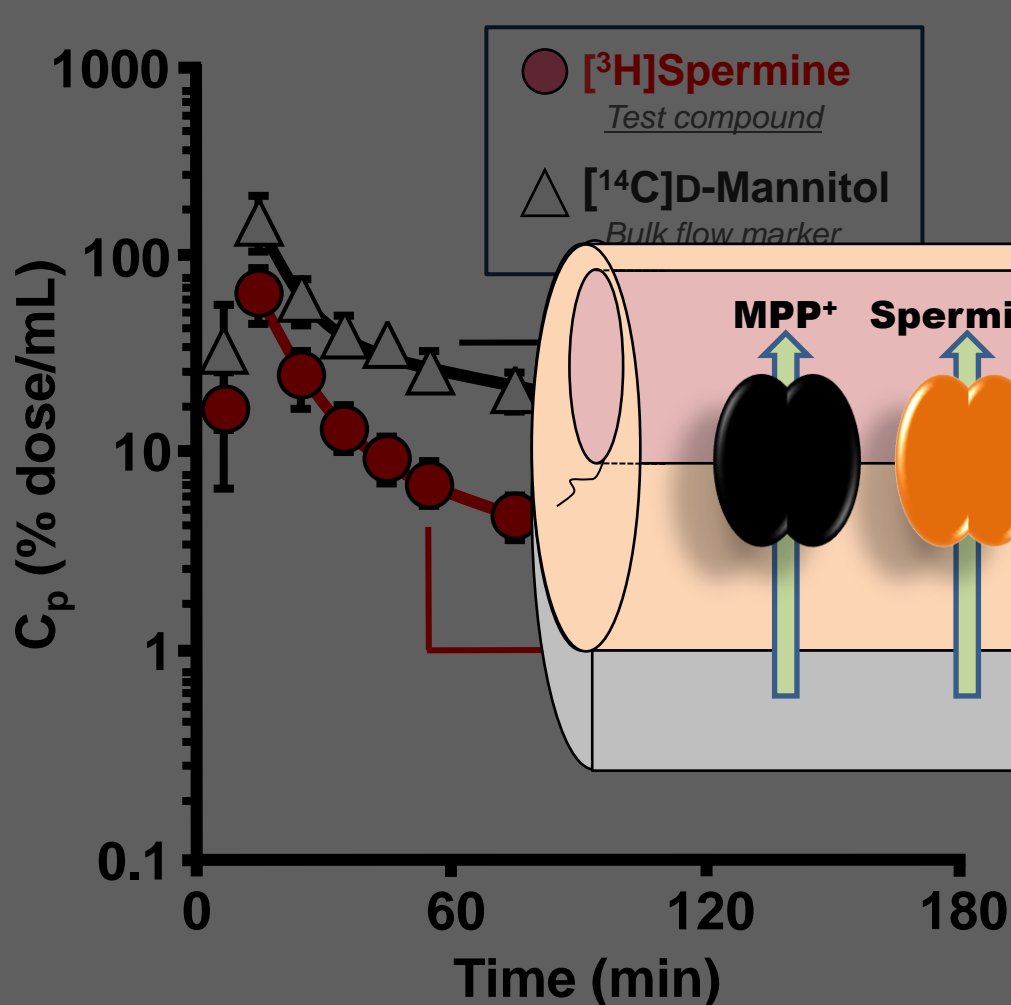 [³H]Spermine
Test compound
[¹⁴C]D-Mannitol
Bulk flow marker
1000
100
10
1
0.1
Cₚ (% dose/mL)
MPP⁺ Spermi
0 60 120 180
Time (min)